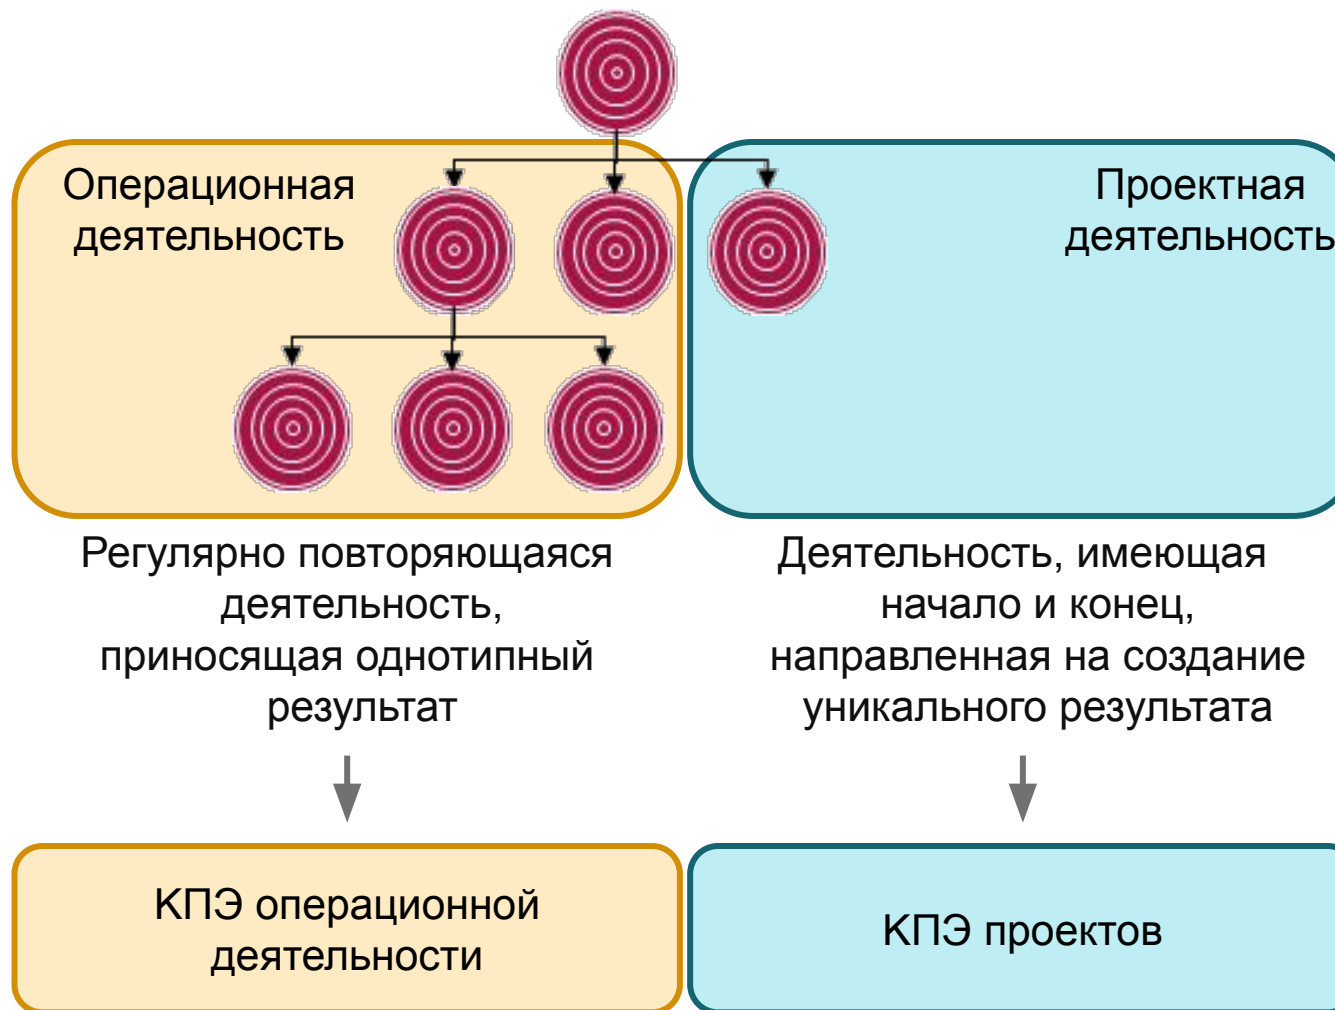 Операционная
деятельность
Проектная
деятельность
Регулярно повторяющаяся
деятельность,
приносящая однотипный
результат
Деятельность, имеющая
начало и конец,
направленная на создание
уникального результата
КПЭ операционной
деятельности
КПЭ проектов